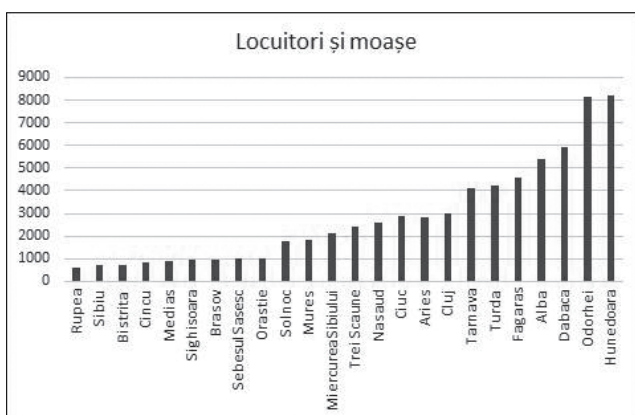 Locuitori și moașe
9000
8000
7000
6000
5000
4000
3000
2000
1000
0
Rupea
Sibiu
Bistrita
Cincu
Medias
Sighisoara
Brasov
Sebesul Sasesc
Orastie
Solnoc
Mures
Miercurea Sibiului
Trei Scaune
Nasaud
Ciuc
Aries
Cluj
Tarnava
Turda
Fagaras
Alba
Dabaca
Odorhei
Hunedoara